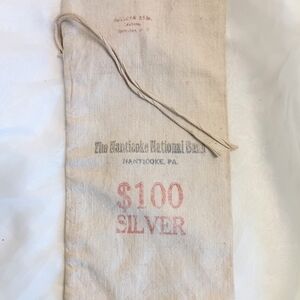 The Nanticoke National Bank
NANTICOKE, PA.
$100
SILVER